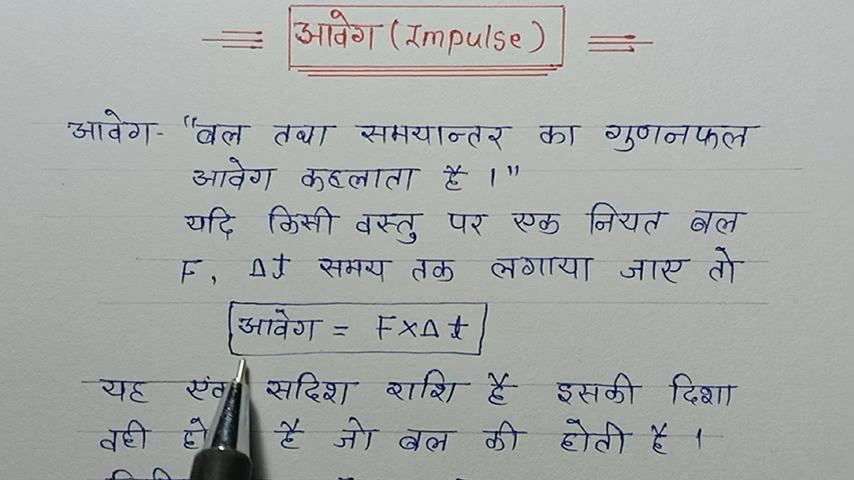 आवेग (Impulse)
आवेग- "बल तथा समयान्तर का गुणनफल
आवेग कहलाता है ।"
यदि किसी वस्तु पर एक नियत बल
F, Δt समय तक लगाया जाए तो
आवेग = F×Δt
यह सदिश राशि है इसकी दिशा
वही है जो बल की होती है ।